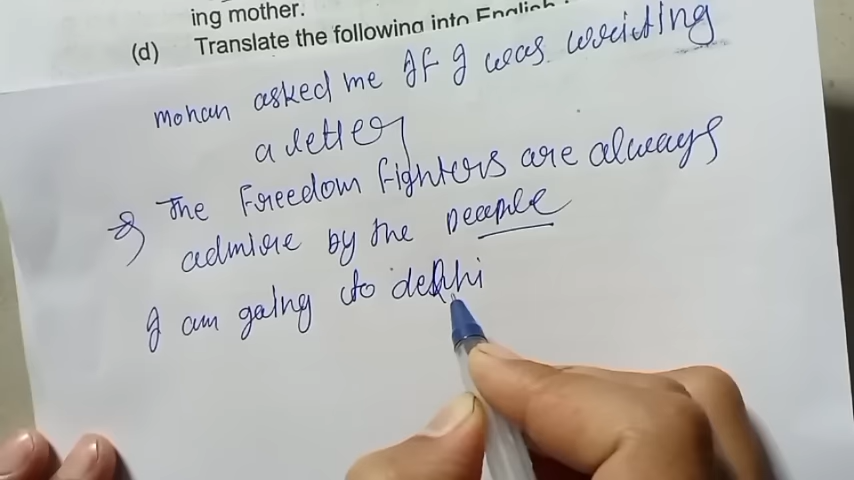 ing mother.
(d) Translate the following into English
Mohan asked me If I was writing
a letter
The Freedom fighters are always
admire by the people
I am going to delhi